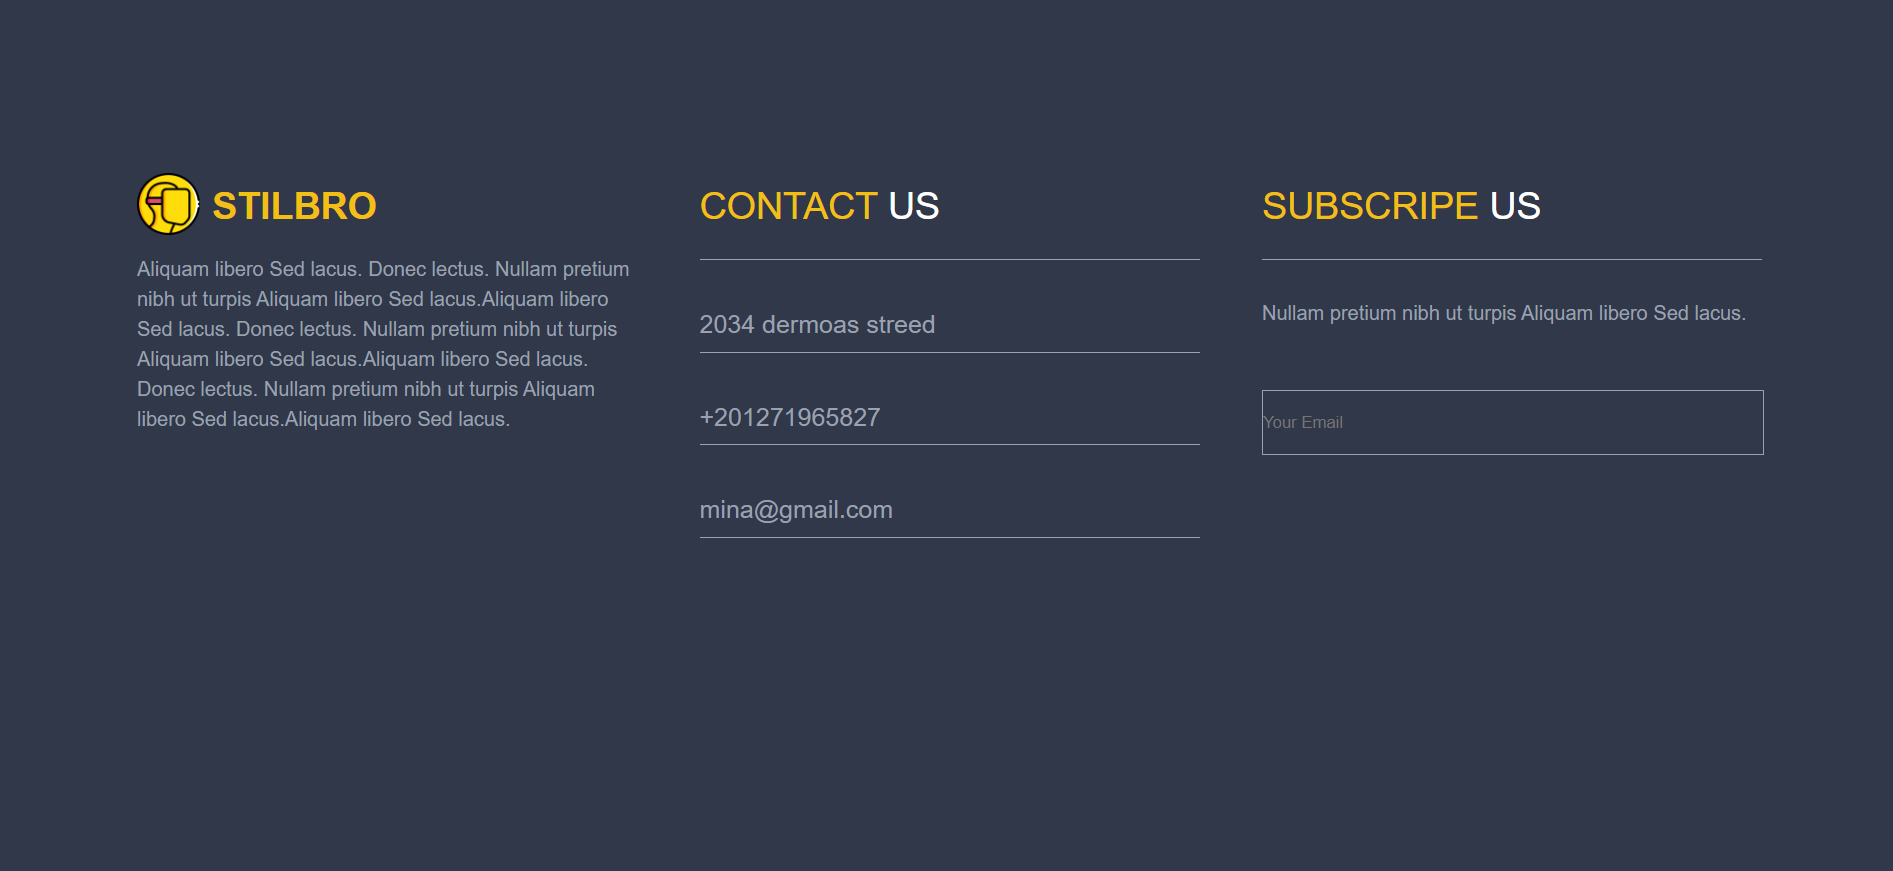 STILBRO
Aliquam libero Sed lacus. Donec lectus. Nullam pretium
nibh ut turpis Aliquam libero Sed lacus.Aliquam libero
Sed lacus. Donec lectus. Nullam pretium nibh ut turpis
Aliquam libero Sed lacus.Aliquam libero Sed lacus.
Donec lectus. Nullam pretium nibh ut turpis Aliquam
libero Sed lacus.Aliquam libero Sed lacus.
CONTACT US
2034 dermoas streed
+201271965827
mina@gmail.com
SUBSCRIPE US
Nullam pretium nibh ut turpis Aliquam libero Sed lacus.
Your Email